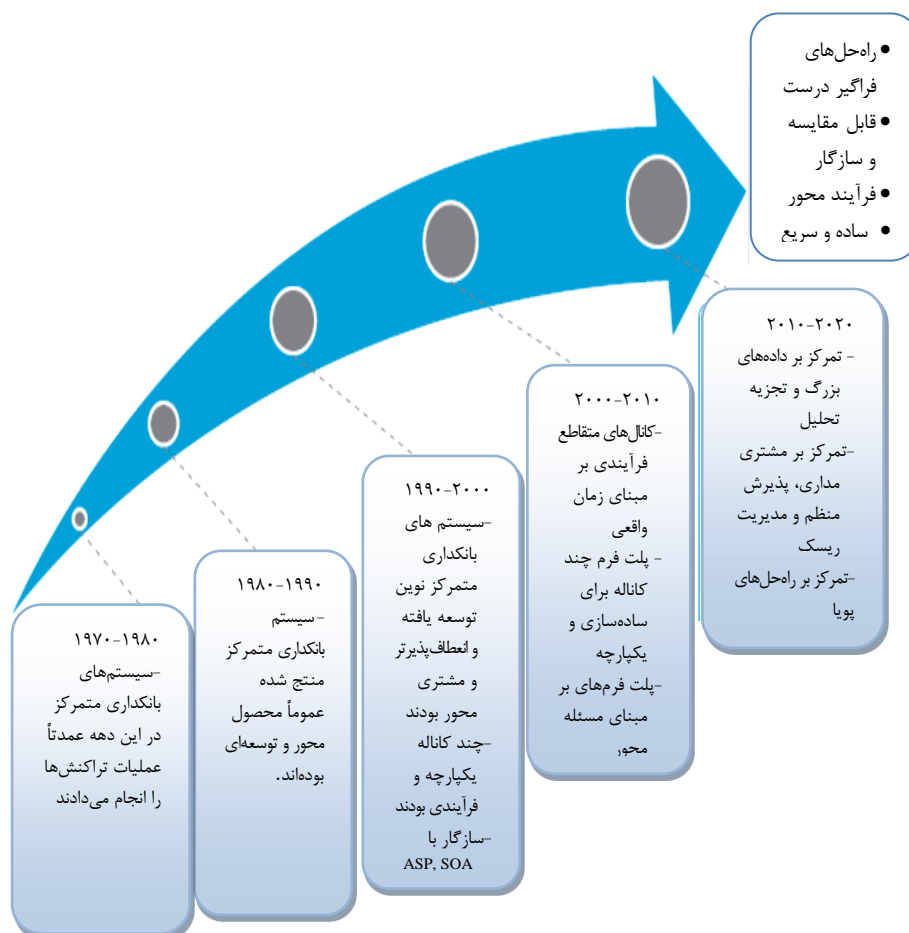 • راه‌حل‌های
فراگیر درست
• قابل مقایسه
و سازگار
• فرآیند محور
• ساده و سریع
۲۰۱۰-۲۰۲۰
- تمرکز بر داده‌های
بزرگ و تجزیه
تحلیل
-تمرکز بر مشتری
مداری، پذیرش
منظم و مدیریت
ریسک
-تمرکز بر راه‌حل‌های
پویا
۲۰۰۰-۲۰۱۰
-کانال‌های متقاطع
فرآیندی بر
مبنای زمان
واقعی
- پلت فرم چند
کاناله برای
ساده‌سازی و
یکپارچه
-پلت فرم‌های بر
مبنای مسئله
محور
۱۹۹۰-۲۰۰۰
-سیستم های
بانکداری
متمرکز نوین
توسعه یافته
و انعطاف‌پذیرتر
و مشتری
محور بودند
-چند کاناله
یکپارچه و
فرآیندی بودند
-سازگار با
ASP, SOA
۱۹۸۰-۱۹۹۰
- سیستم
بانکداری متمرکز
منتج شده
عموماً محصول
محور و توسعه‌ای
بوده‌اند.
۱۹۷۰-۱۹۸۰
-سیستم‌های
بانکداری متمرکز
در این دهه عمدتاً
عملیات تراکنش‌ها
را انجام می‌دادند